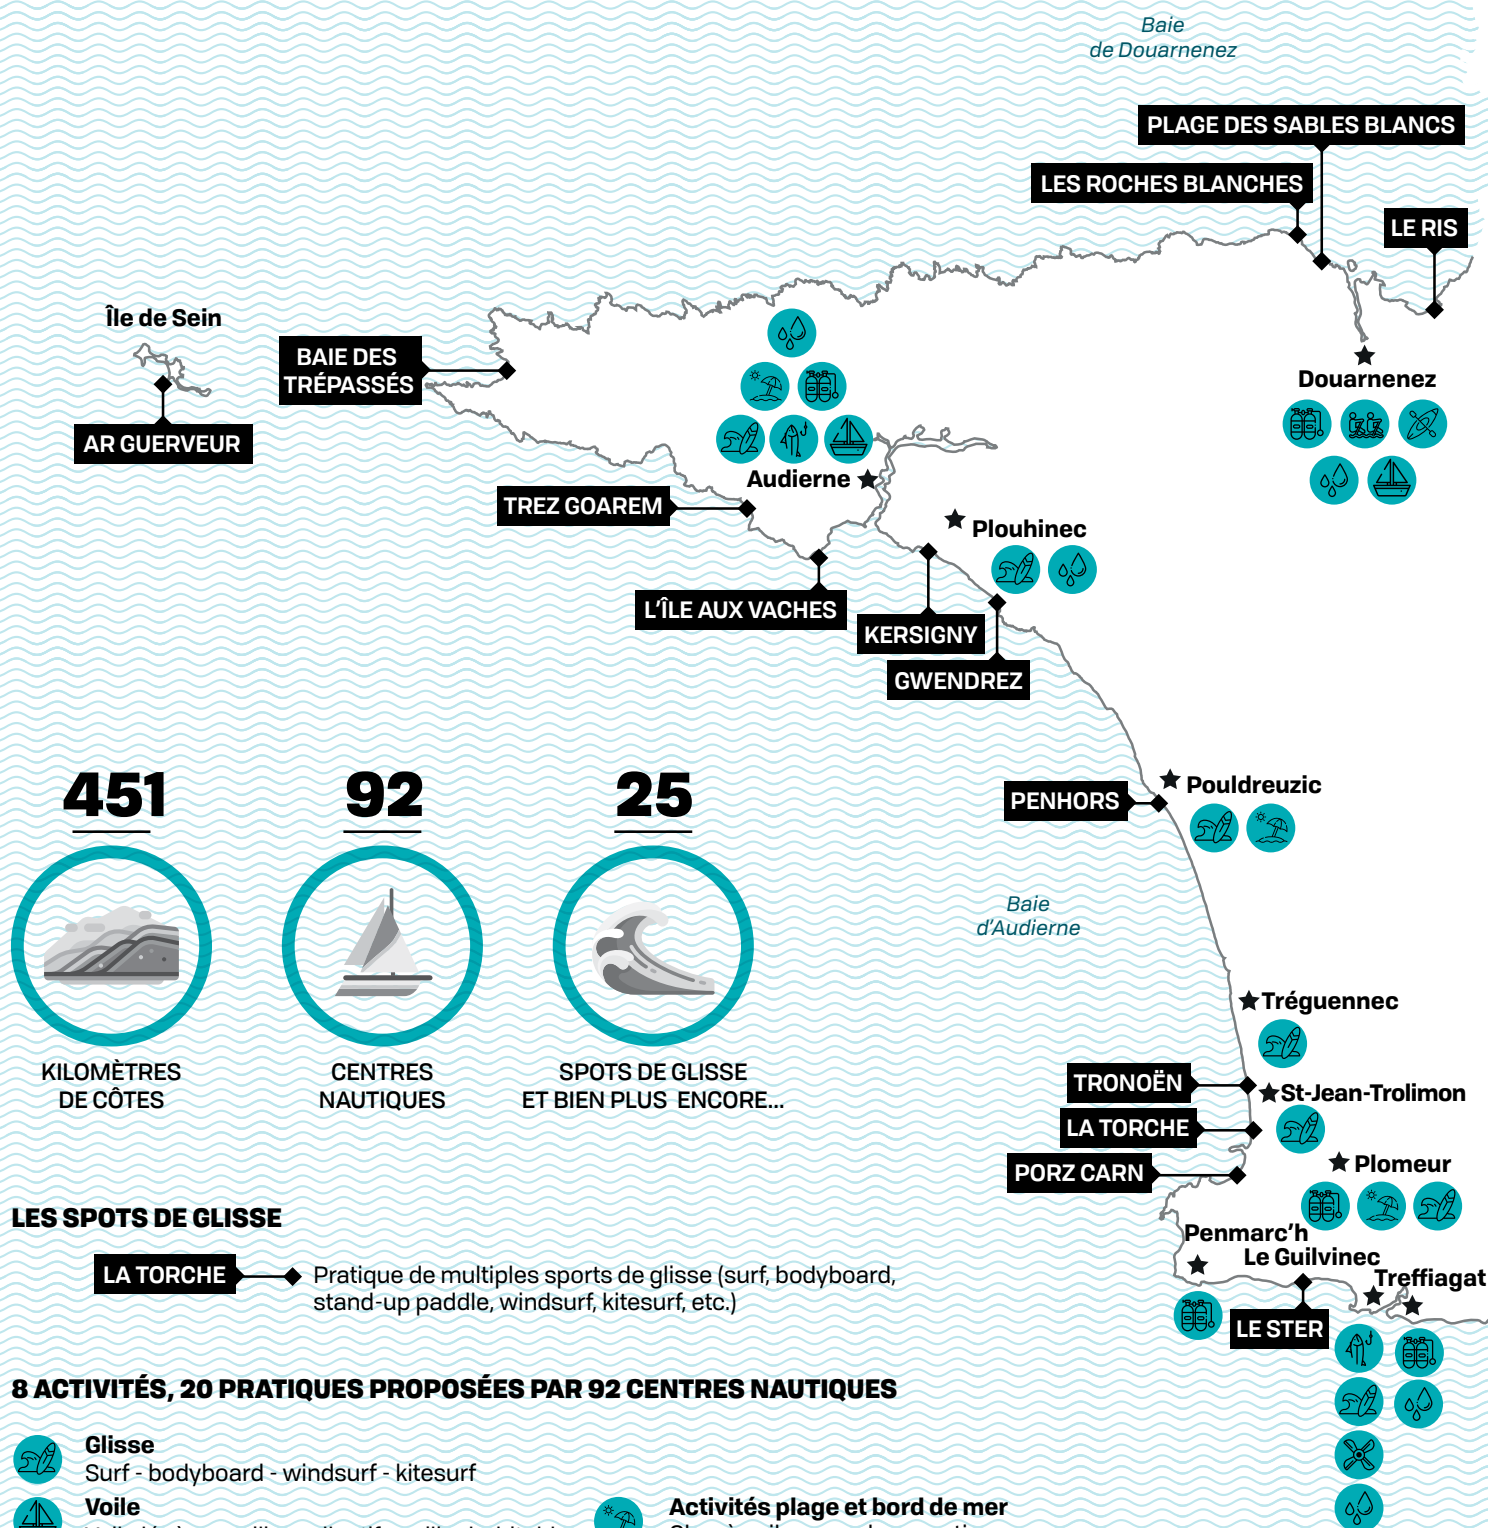 Baie
de Douarnenez
PLAGE DES SABLES BLANCS
LES ROCHES BLANCHES
LE RIS
Île de Sein
BAIE DES
TRÉPASSÉS
AR GUERVEUR
Douarnenez
Audierne
TREZ GOAREM
Plouhinec
L'ÎLE AUX VACHES
KERSIGNY
GWENDREZ
451
92
25
KILOMÈTRES
DE CÔTES
CENTRES
NAUTIQUES
SPOTS DE GLISSE
ET BIEN PLUS ENCORE...
PENHORS
Pouldreuzic
Baie
d'Audierne
Tréguennec
TRONOËN
St-Jean-Trolimon
LA TORCHE
PORZ CARN
Plomeur
Penmarc'h
Le Guilvinec
Treffiagat
LE STER
LES SPOTS DE GLISSE
LA TORCHE
Pratique de multiples sports de glisse (surf, bodyboard,
stand-up paddle, windsurf, kitesurf, etc.)
8 ACTIVITÉS, 20 PRATIQUES PROPOSÉES PAR 92 CENTRES NAUTIQUES
Glisse
Surf - bodyboard - windsurf - kitesurf
Voile
Activités plage et bord de mer